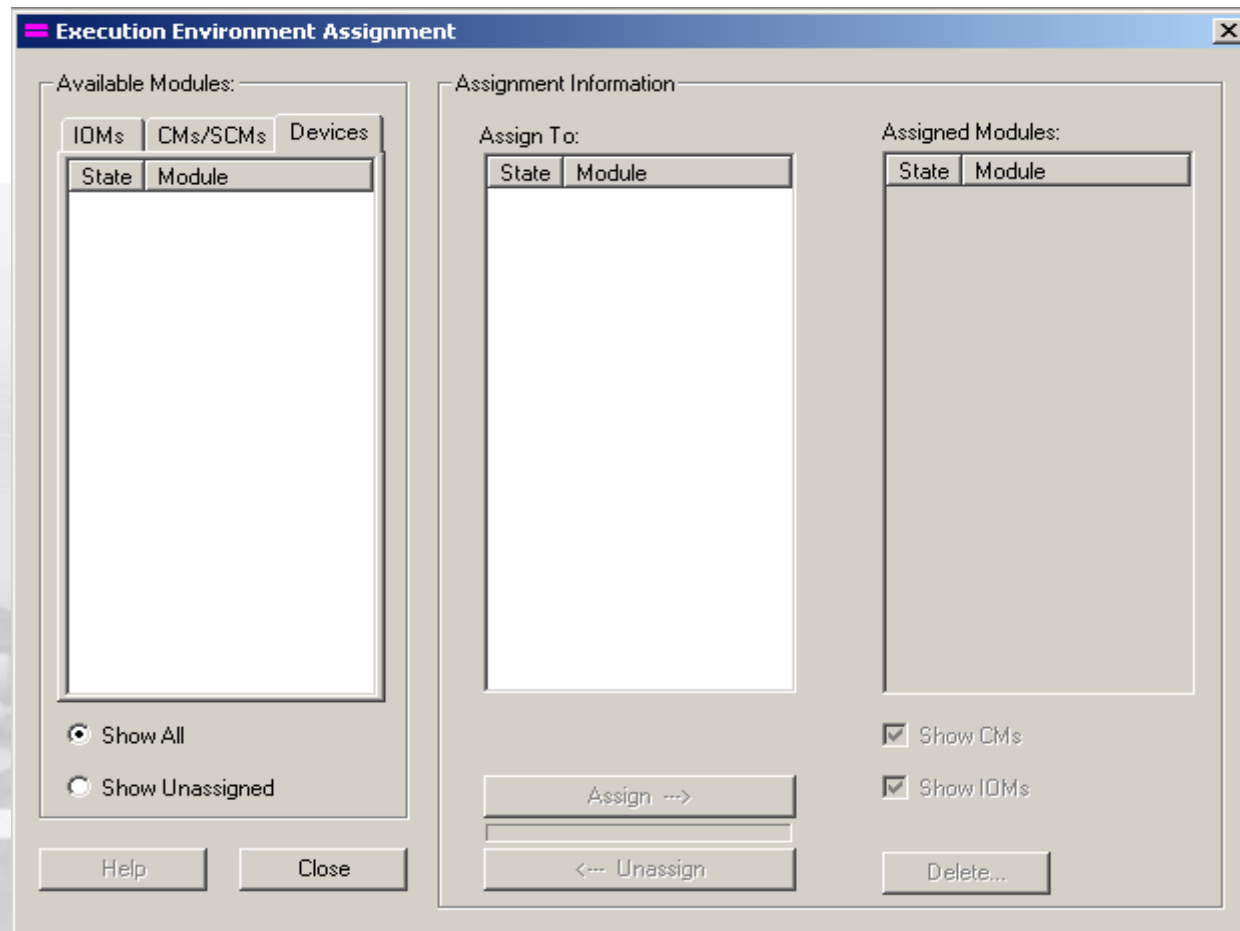 Execution Environment Assignment
Available Modules:
IOMs CMs/SCMs Devices
State Module
Show All
Show Unassigned
Help Close
Assignment Information
Assign To:
State Module
Assign --->
<--- Unassign
Assigned Modules:
State Module
Show CMs
Show IOMs
Delete...